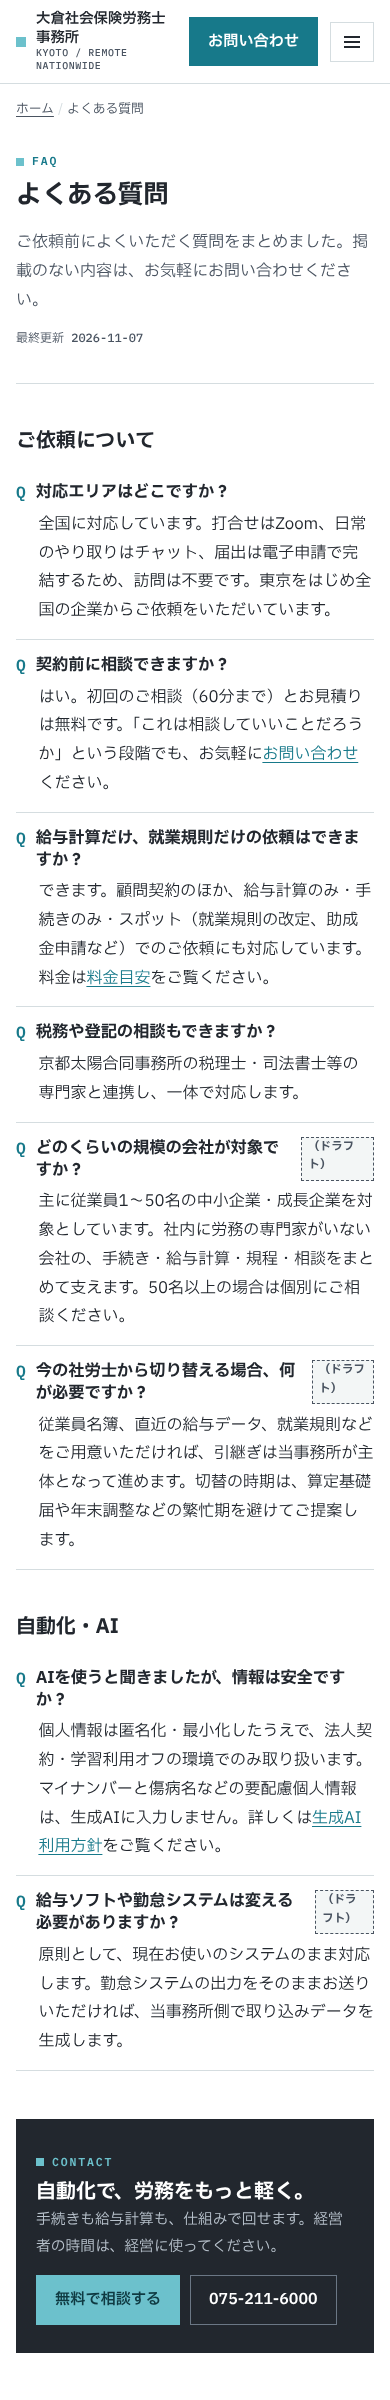 大倉社会保険労務士
事務所
KYOTO / REMOTE
NATIONWIDE
お問い合わせ
ホーム / よくある質問
FAQ
よくある質問
ご依頼前によくいただく質問をまとめました。掲
載のない内容は、お気軽にお問い合わせくださ
い。
最終更新 2026-11-07
ご依頼について
Q 対応エリアはどこですか？
全国に対応しています。打合せはZoom、日常
のやり取りはチャット、届出は電子申請で完
結するため、訪問は不要です。東京をはじめ全
国の企業からご依頼をいただいています。
Q 契約前に相談できますか？
はい。初回のご相談（60分まで）とお見積り
は無料です。「これは相談していいことだろう
か」という段階でも、お気軽にお問い合わせ
ください。
Q 給与計算だけ、就業規則だけの依頼はできま
すか？
できます。顧問契約のほか、給与計算のみ・手
続きのみ・スポット（就業規則の改定、助成
金申請など）でのご依頼にも対応しています。
料金は料金目安をご覧ください。
Q 税務や登記の相談もできますか？
京都太陽合同事務所の税理士・司法書士等の
専門家と連携し、一体で対応します。
Q どのくらいの規模の会社が対象で
すか？
（ドラフ
ト）
主に従業員1〜50名の中小企業・成長企業を対
象としています。社内に労務の専門家がいない
会社の、手続き・給与計算・規程・相談をまと
めて支えます。50名以上の場合は個別にご相
談ください。
Q 今の社労士から切り替える場合、何
が必要ですか？
（ドラフ
ト）
従業員名簿、直近の給与データ、就業規則など
をご用意いただければ、引継ぎは当事務所が主
体となって進めます。切替の時期は、算定基礎
届や年末調整などの繁忙期を避けてご提案し
ます。
自動化・AI
Q AIを使うと聞きましたが、情報は安全です
か？
個人情報は匿名化・最小化したうえで、法人契
約・学習利用オフの環境でのみ取り扱います。
マイナンバーと傷病名などの要配慮個人情報
は、生成AIに入力しません。詳しくは生成AI
利用方針をご覧ください。
Q 給与ソフトや勤怠システムは変える
必要がありますか？
（ドラ
フト）
原則として、現在お使いのシステムのまま対応
します。勤怠システムの出力をそのままお送り
いただければ、当事務所側で取り込みデータを
生成します。
CONTACT
自動化で、労務をもっと軽く。
手続きも給与計算も、仕組みで回せます。経営
者の時間は、経営に使ってください。
無料で相談する
075-211-6000